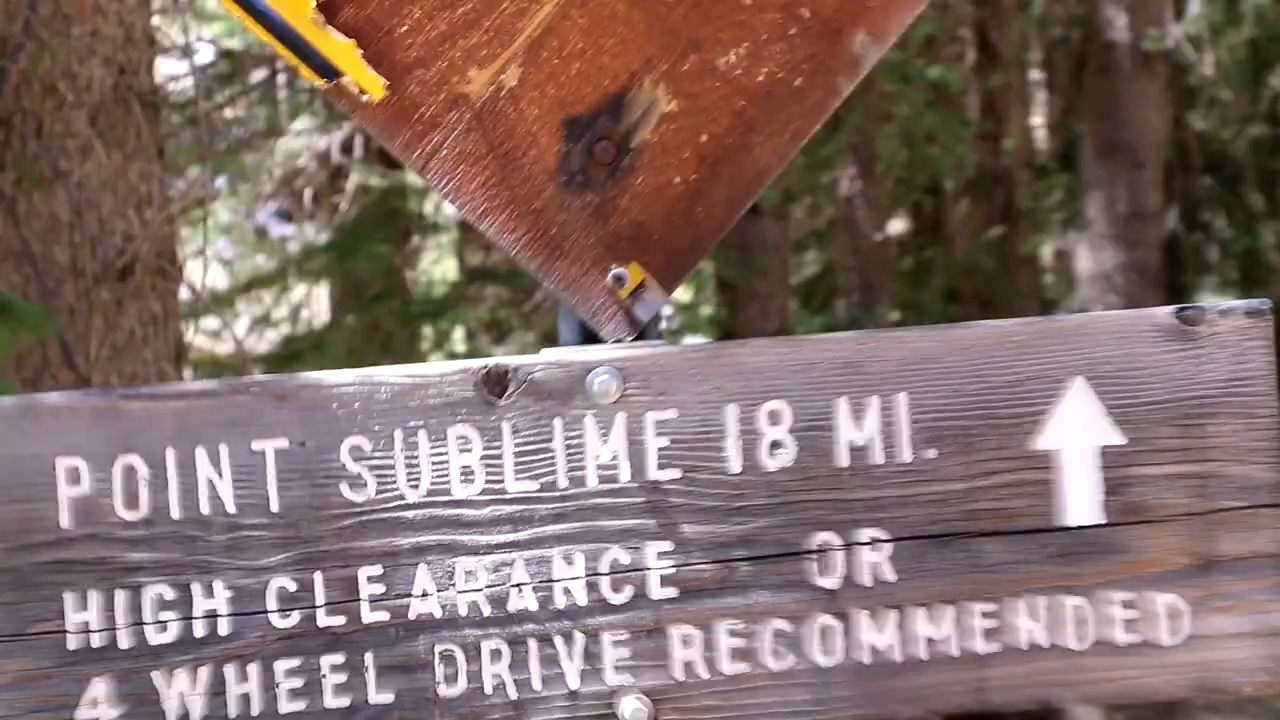 POINT SUBLIME 18 MI.
HIGH CLEARANCE OR
4 WHEEL DRIVE RECOMMENDED